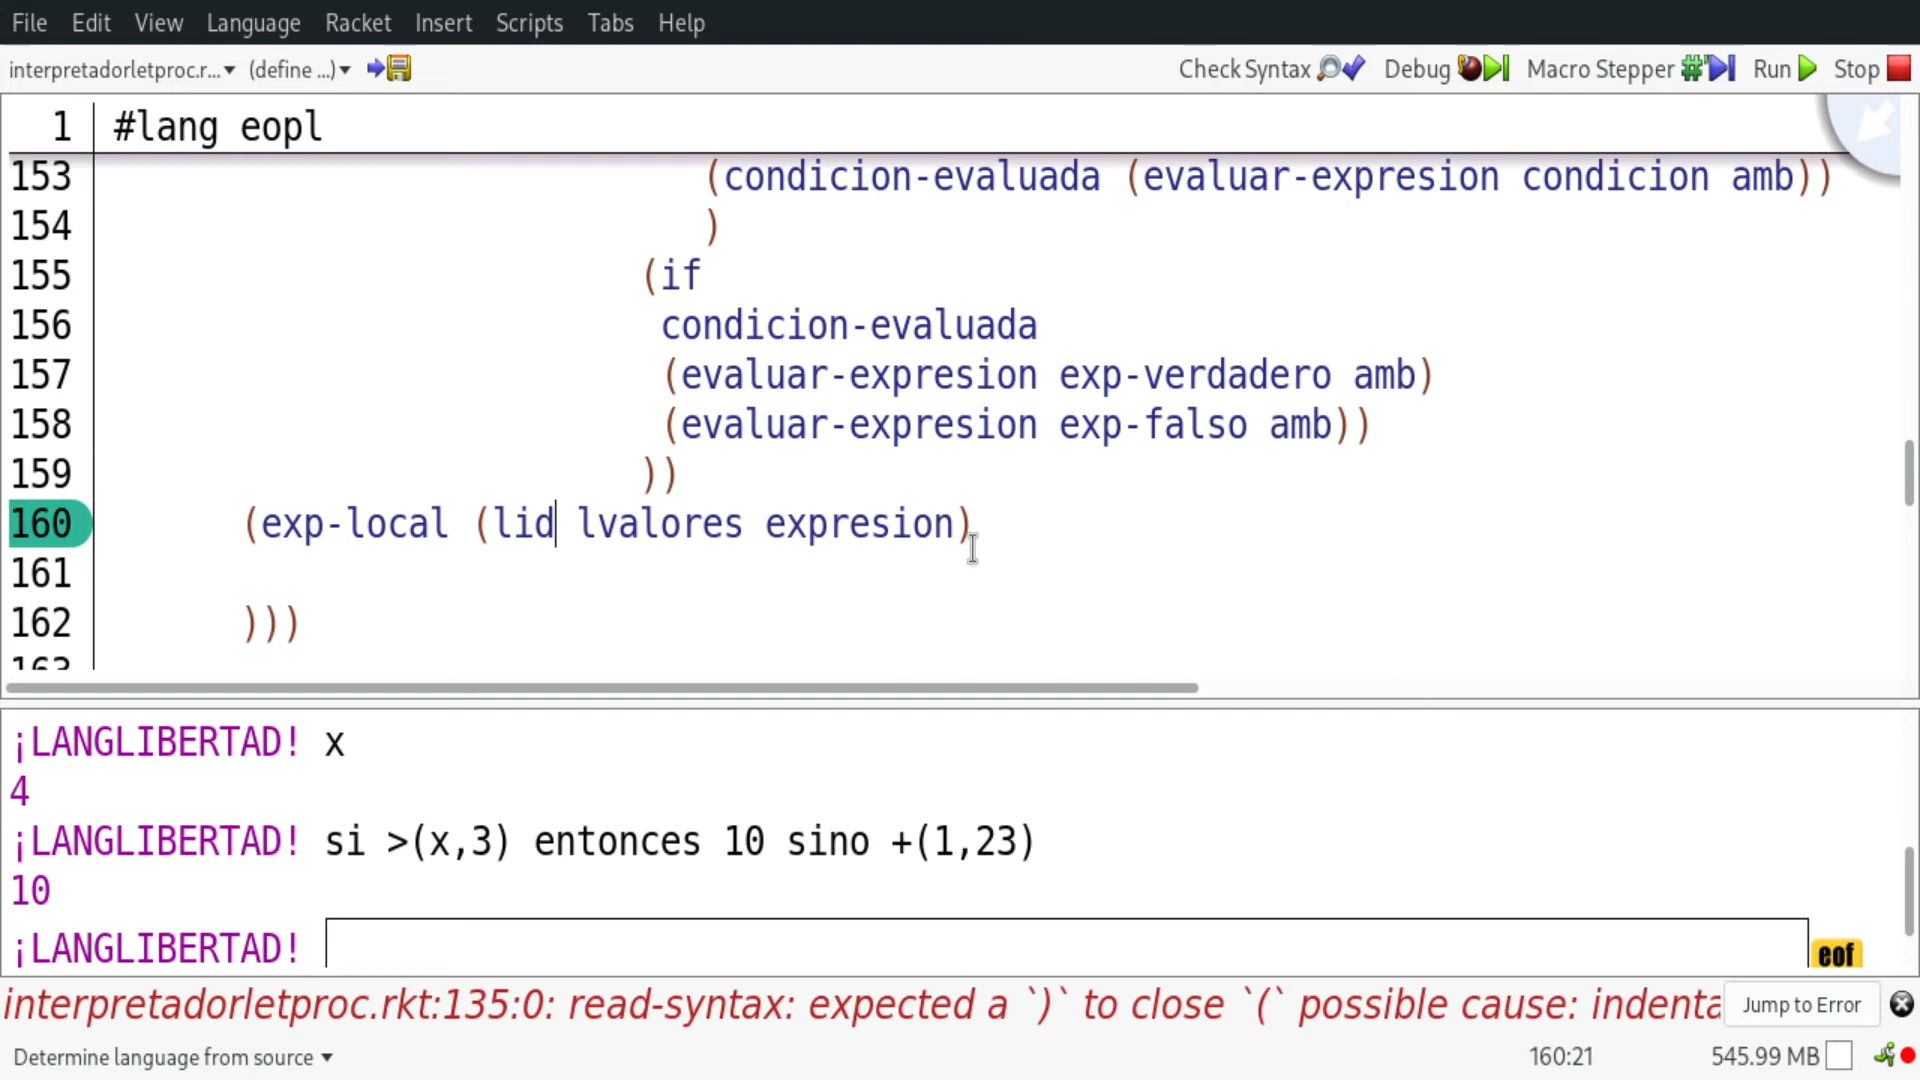 File Edit View Language Racket Insert Scripts Tabs Help
interpretadorletproc.r... (define ...) Check Syntax Debug Macro Stepper Run Stop
1 #lang eopl
153 (condicion-evaluada (evaluar-expresion condicion amb))
154 )
155 (if
156 condicion-evaluada
157 (evaluar-expresion exp-verdadero amb)
158 (evaluar-expresion exp-falso amb))
159 ))
160 (exp-local (lid lvalores expresion)
161
162 )))
163
¡LANGLIBERTAD! x
4
¡LANGLIBERTAD! si >(x,3) entonces 10 sino +(1,23)
10
¡LANGLIBERTAD!
eof
interpretadorletproc.rkt:135:0: read-syntax: expected a `)` to close `(` possible cause: indenta Jump to Error
Determine language from source 160:21 545.99 MB